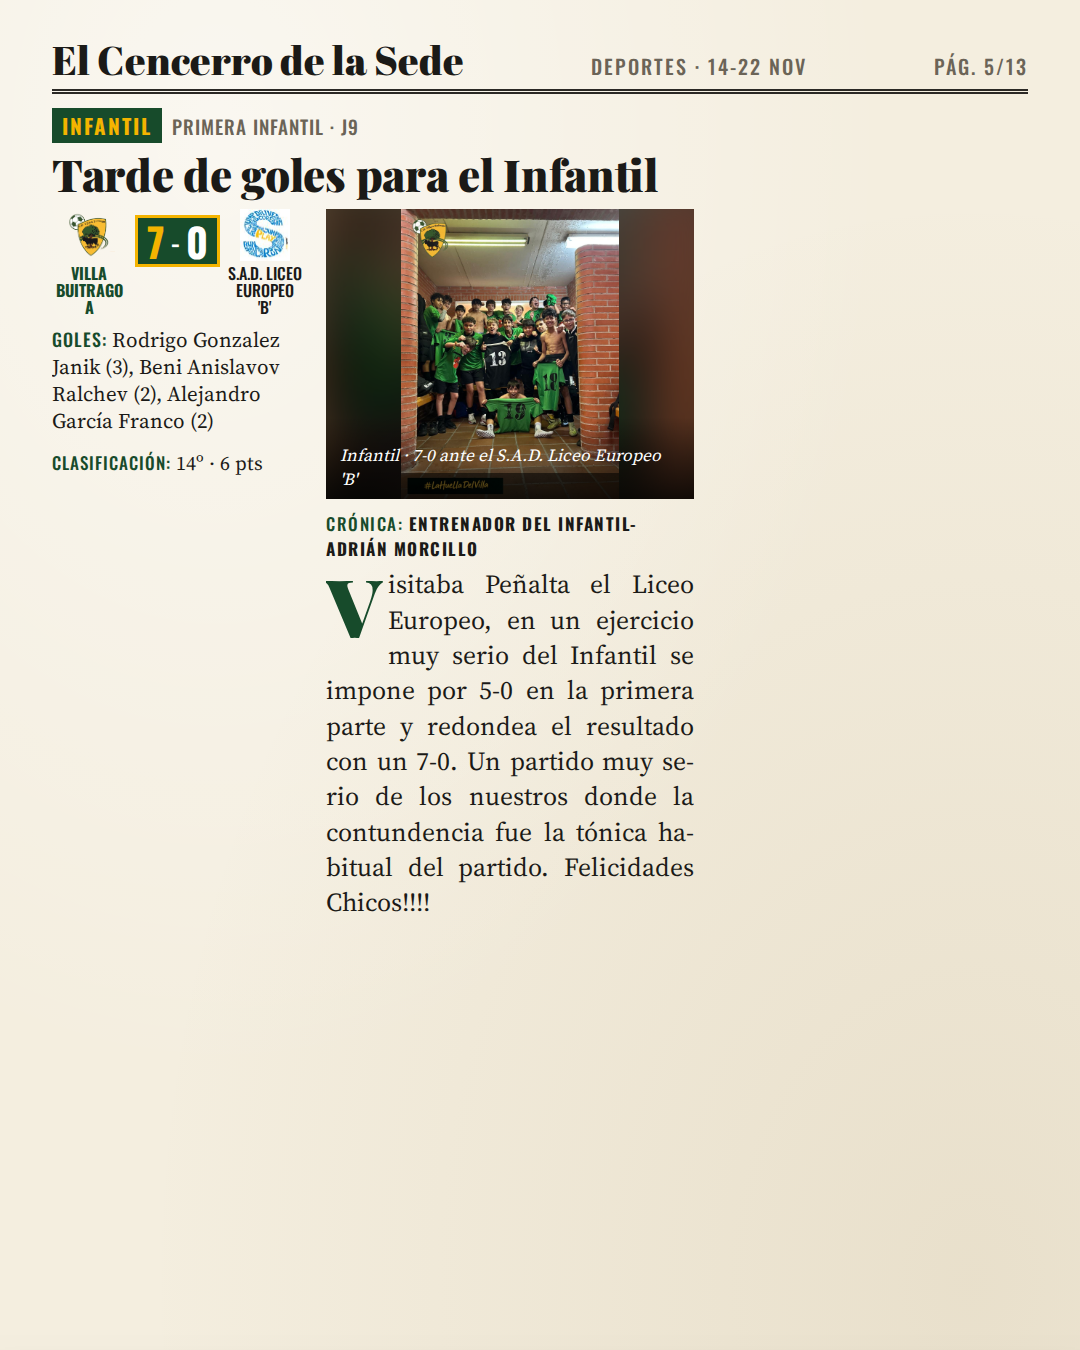 El Cencerro de la Sede
DEPORTES · 14-22 NOV
PÁG. 5/13
INFANTIL PRIMERA INFANTIL · J9
Tarde de goles para el Infantil
7 - 0
VILLA
BUITRAGO
A
S.A.D. LICEO
EUROPEO
'B'
GOLES: Rodrigo Gonzalez
Janik (3), Beni Anislavov
Ralchev (2), Alejandro
García Franco (2)
CLASIFICACIÓN: 14º · 6 pts
13
18
19
Infantil · 7-0 ante el S.A.D. Liceo Europeo
'B'
#LaHuellaDelVilla
CRÓNICA: ENTRENADOR DEL INFANTIL-
ADRIÁN MORCILLO
Visitaba Peñalta el Liceo
Europeo, en un ejercicio
muy serio del Infantil se
impone por 5-0 en la primera
parte y redondea el resultado
con un 7-0. Un partido muy se-
rio de los nuestros donde la
contundencia fue la tónica ha-
bitual del partido. Felicidades
Chicos!!!!